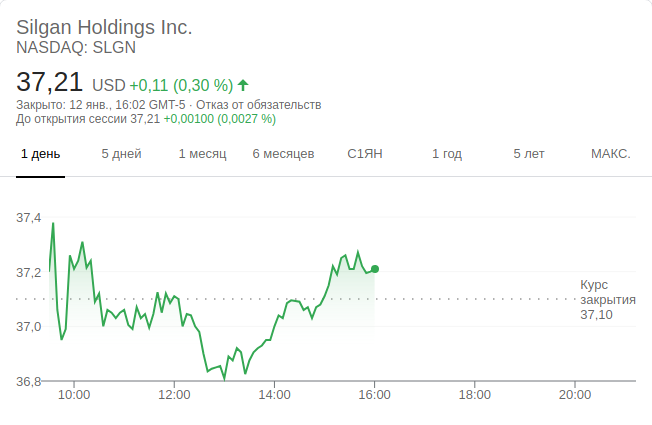 Silgan Holdings Inc.
NASDAQ: SLGN
37,21 USD +0,11 (0,30 %)
Закрыто: 12 янв., 16:02 GMT-5 · Отказ от обязательств
До открытия сессии 37,21 +0,00100 (0,0027 %)
1 день 5 дней 1 месяц 6 месяцев С1ЯН 1 год 5 лет МАКС.
37,4
37,2
Курс
закрытия
37,10
37,0
36,8
10:00 12:00 14:00 16:00 18:00 20:00